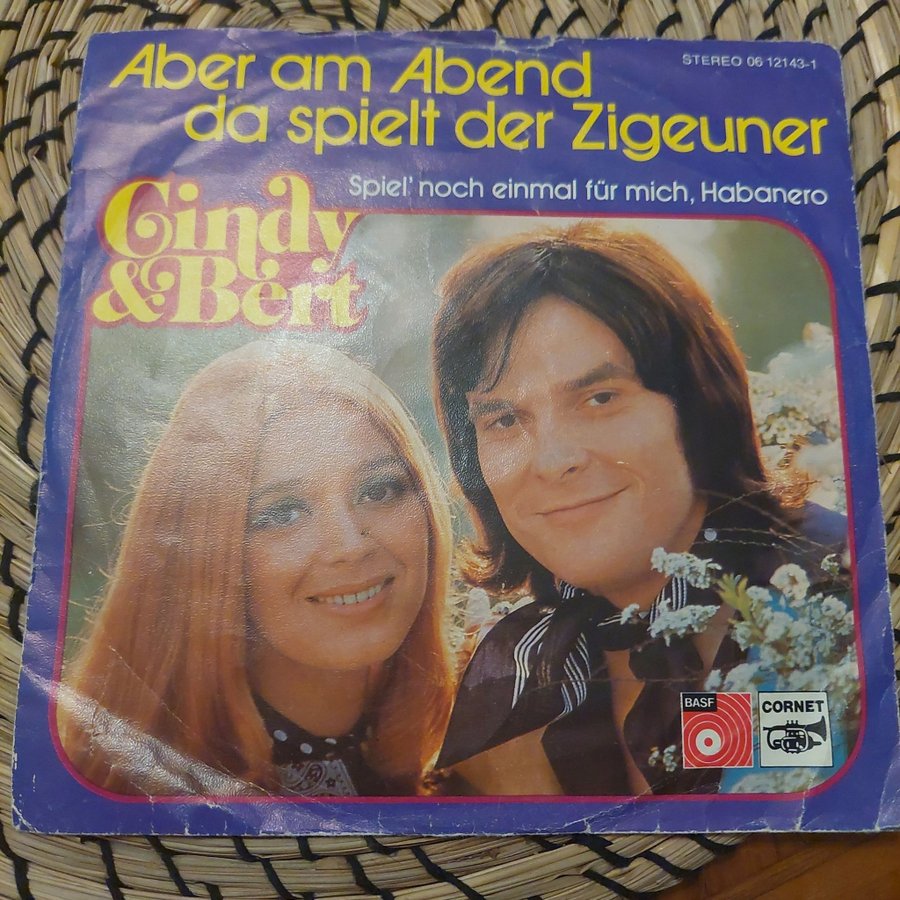 STEREO 06 12143-1
Aber am Abend
da spielt der Zigeuner
Spiel' noch einmal für mich, Habanero
Cindy
& Bert
BASF
CORNET